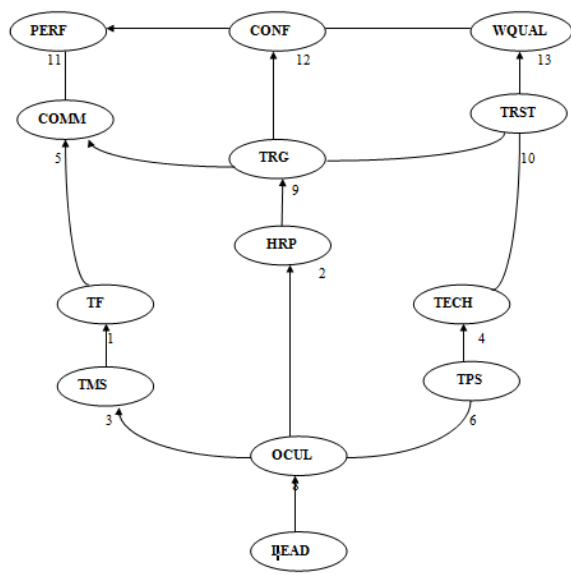 PERF CONF WQUAL
11 12 13
COMM TRST
5 TRG 10
9
HRP
2
TF TECH
1 4
TMS TPS
3 6
OCUL
8